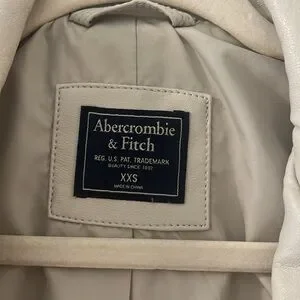 Abercrombie
& Fitch
REG. U.S. PAT. TRADEMARK
QUALITY SINCE 1892
XXS
MADE IN CHINA